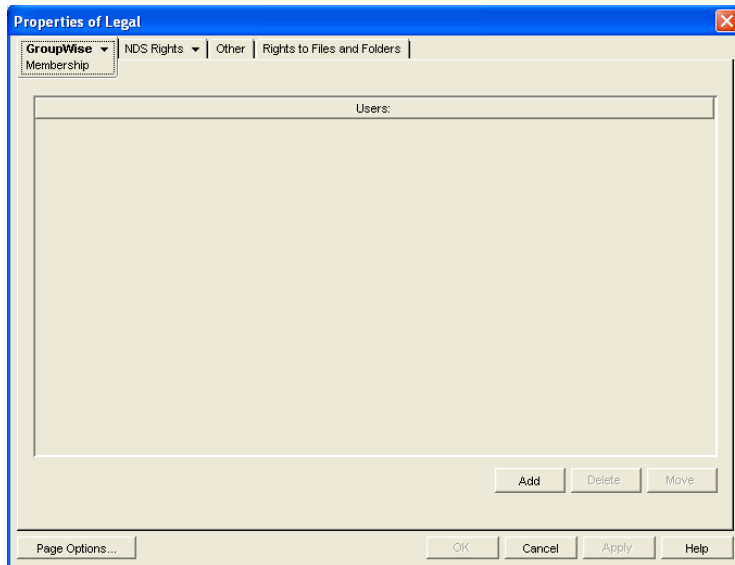 Properties of Legal
GroupWise NDS Rights Other Rights to Files and Folders
Membership
Users:
Add Delete Move
Page Options... OK Cancel Apply Help